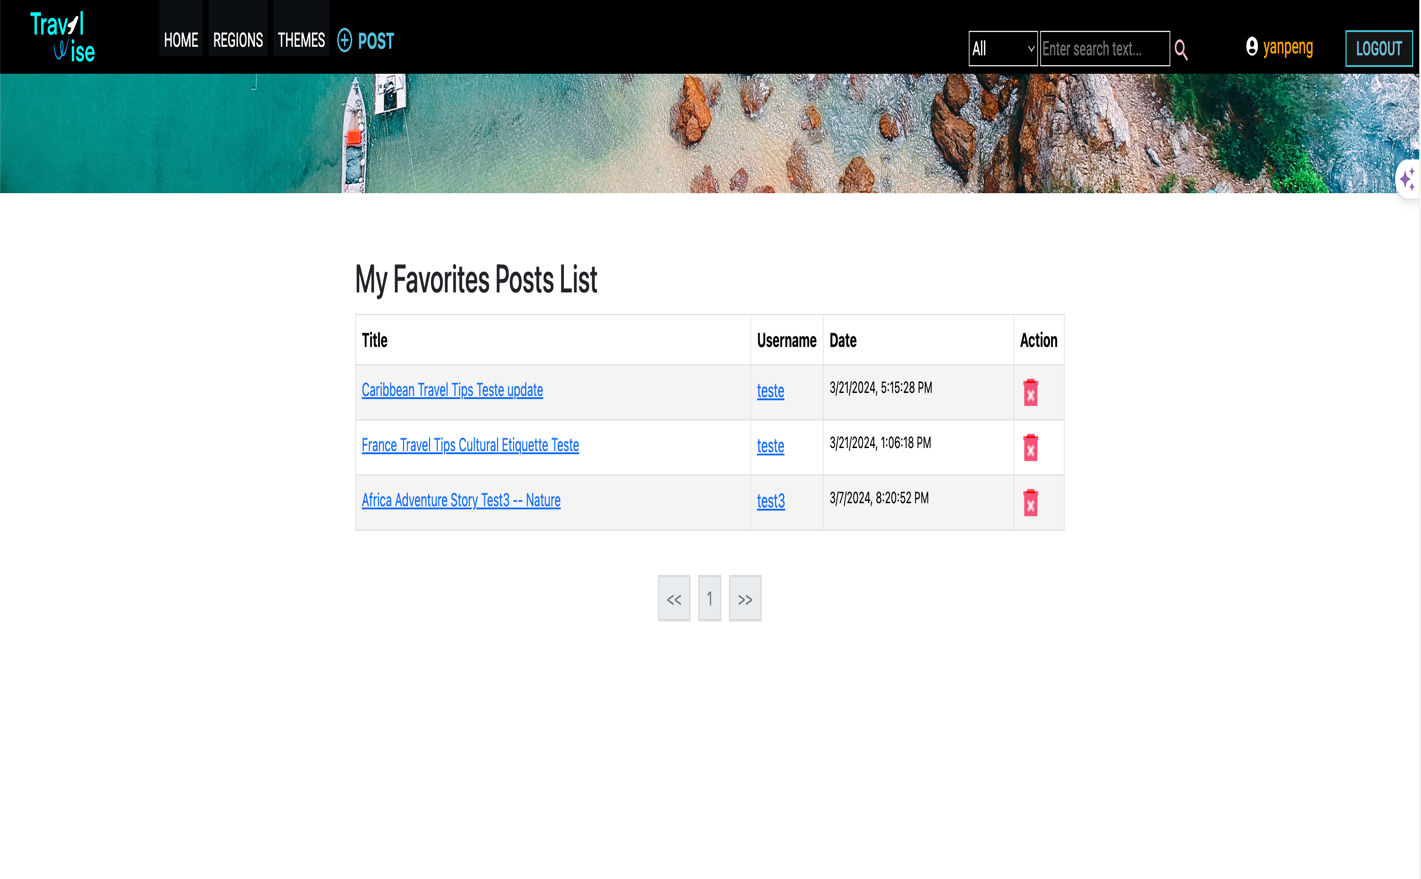 Travel
Wise
HOME REGIONS THEMES POST
All Enter search text... yanpeng LOGOUT
My Favorites Posts List
Title Username Date Action
Caribbean Travel Tips Teste update teste 3/21/2024, 5:15:28 PM
France Travel Tips Cultural Etiquette Teste teste 3/21/2024, 1:06:18 PM
Africa Adventure Story Test3 -- Nature test3 3/7/2024, 8:20:52 PM
<< 1 >>